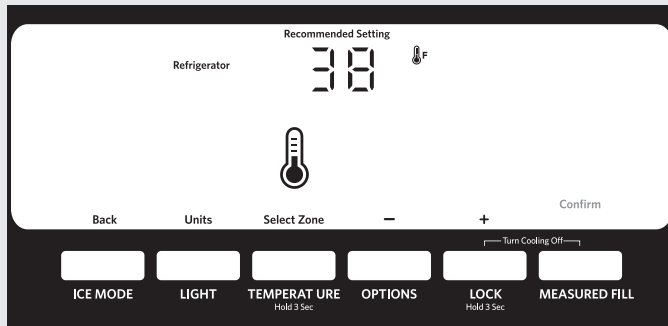 Recommended Setting
Refrigerator 38 F
Back Units Select Zone − + Confirm
Turn Cooling Off
ICE MODE LIGHT TEMPERAT URE OPTIONS LOCK MEASURED FILL
Hold 3 Sec Hold 3 Sec